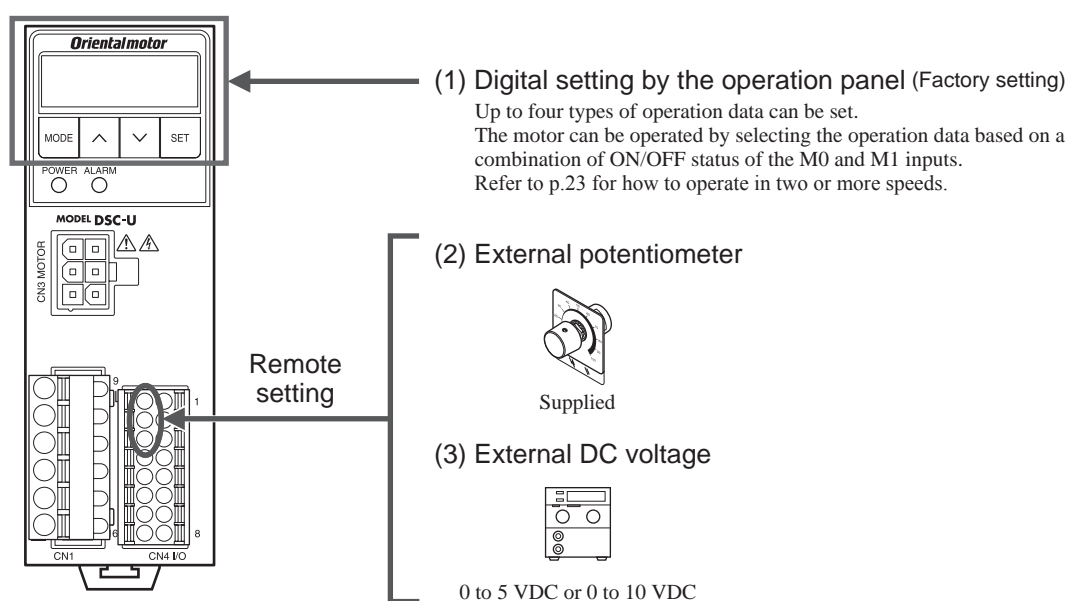 Orientalmotor
MODE
SET
POWER ALARM
MODEL DSC-U
CN3 MOTOR
9
1
6
8
CN1
CN4 I/O
Remote
setting
(1) Digital setting by the operation panel (Factory setting)
Up to four types of operation data can be set.
The motor can be operated by selecting the operation data based on a
combination of ON/OFF status of the M0 and M1 inputs.
Refer to p.23 for how to operate in two or more speeds.
(2) External potentiometer
Supplied
(3) External DC voltage
0 to 5 VDC or 0 to 10 VDC